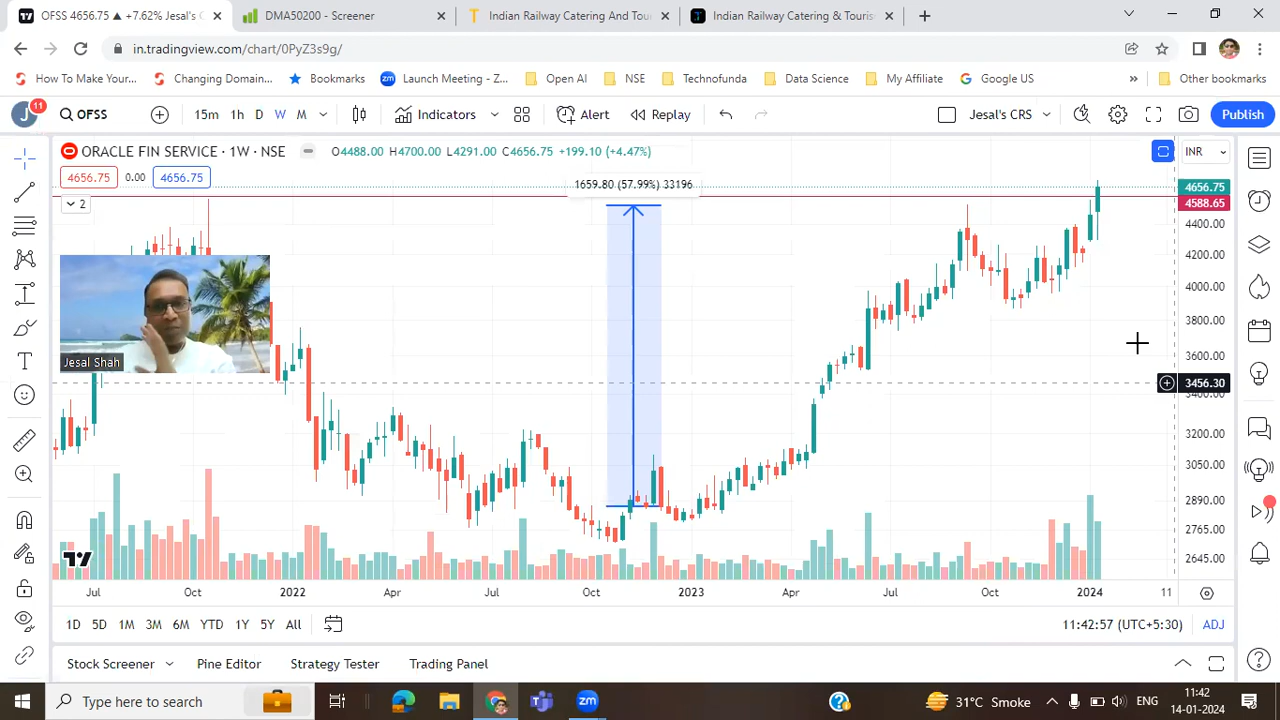 OFSS 4656.75 ▲ +7.62% Jesal's C
DMA50200 - Screener
Indian Railway Catering And Tou
Indian Railway Catering & Touris
in.tradingview.com/chart/0PyZ3s9g/
How To Make Your...
Changing Domain...
Bookmarks
Launch Meeting - Z...
Open AI
NSE
Technofunda
Data Science
My Affiliate
Google US
»
Other bookmarks
J
11
OFSS
15m
1h
D
W
M
Indicators
Alert
Replay
Jesal's CRS
Publish
ORACLE FIN SERVICE · 1W · NSE
O4488.00 H4700.00 L4291.00 C4656.75 +199.10 (+4.47%)
INR
4656.75
0.00
4656.75
1659.80 (57.99%) 33196
2
4656.75
4588.65
4400.00
4200.00
4000.00
3800.00
3600.00
3456.30
3400.00
3200.00
3050.00
2890.00
2765.00
2645.00
Jesal Shah
Jul
Oct
2022
Apr
Jul
Oct
2023
Apr
Jul
Oct
2024
11
1D
5D
1M
3M
6M
YTD
1Y
5Y
All
11:42:57 (UTC+5:30)
ADJ
Stock Screener
Pine Editor
Strategy Tester
Trading Panel
Type here to search
zm
31°C Smoke
ENG
11:42
14-01-2024